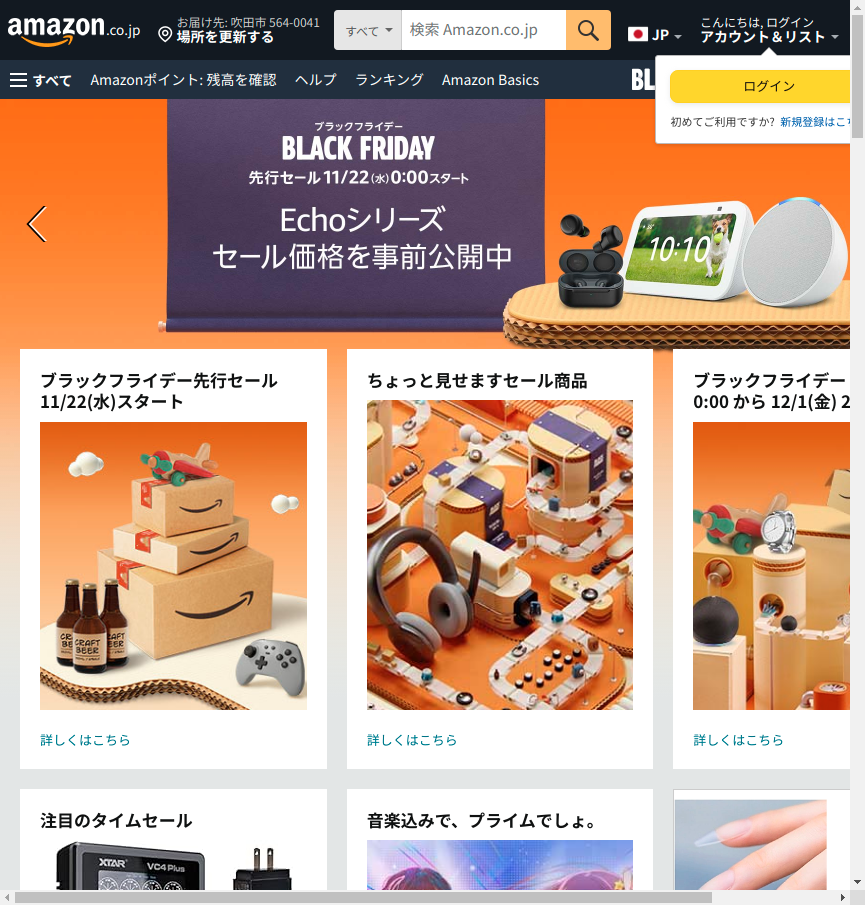 amazon.co.jp
お届け先: 吹田市 564-0041
場所を更新する
すべて
検索 Amazon.co.jp
JP
こんにちは, ログイン
アカウント＆リスト
すべて
Amazonポイント: 残高を確認
ヘルプ
ランキング
Amazon Basics
BL
ログイン
初めてご利用ですか? 新規登録はこち
ブラックフライデー
BLACK FRIDAY
先行セール 11/22(水)0:00スタート
Echoシリーズ
セール価格を事前公開中
10:10
ブラックフライデー先行セール
11/22(水)スタート
CRAFT
BEER
詳しくはこちら
ちょっと見せますセール商品
詳しくはこちら
ブラックフライデー
0:00 から 12/1(金) 2
詳しくはこちら
注目のタイムセール
XTAR
VC4 Plus
音楽込みで、プライムでしょ。